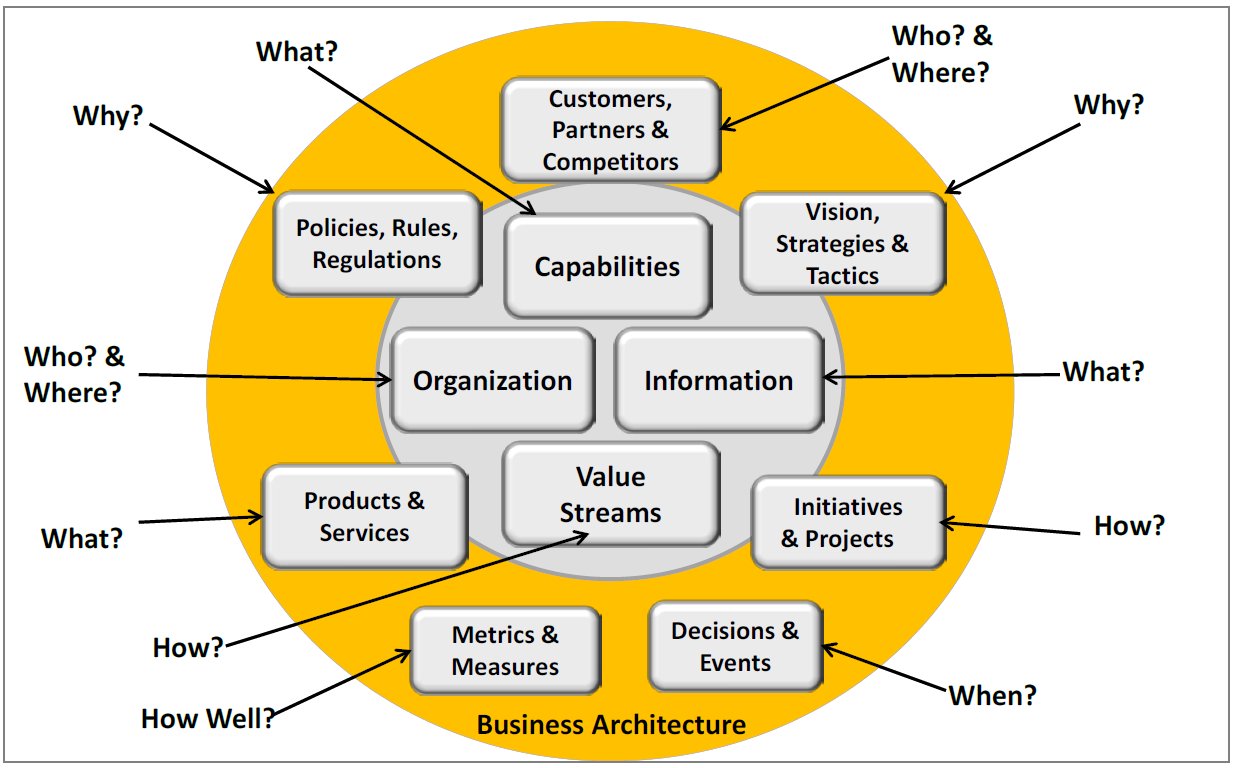 What?
Who? &
Where?
Why?
Why?
Customers,
Partners &
Competitors
Policies, Rules,
Regulations
Capabilities
Vision,
Strategies &
Tactics
Who? &
Where?
Organization
Information
What?
Products &
Services
Value
Streams
Initiatives
& Projects
What?
How?
How?
Metrics &
Measures
Decisions &
Events
How Well?
When?
Business Architecture